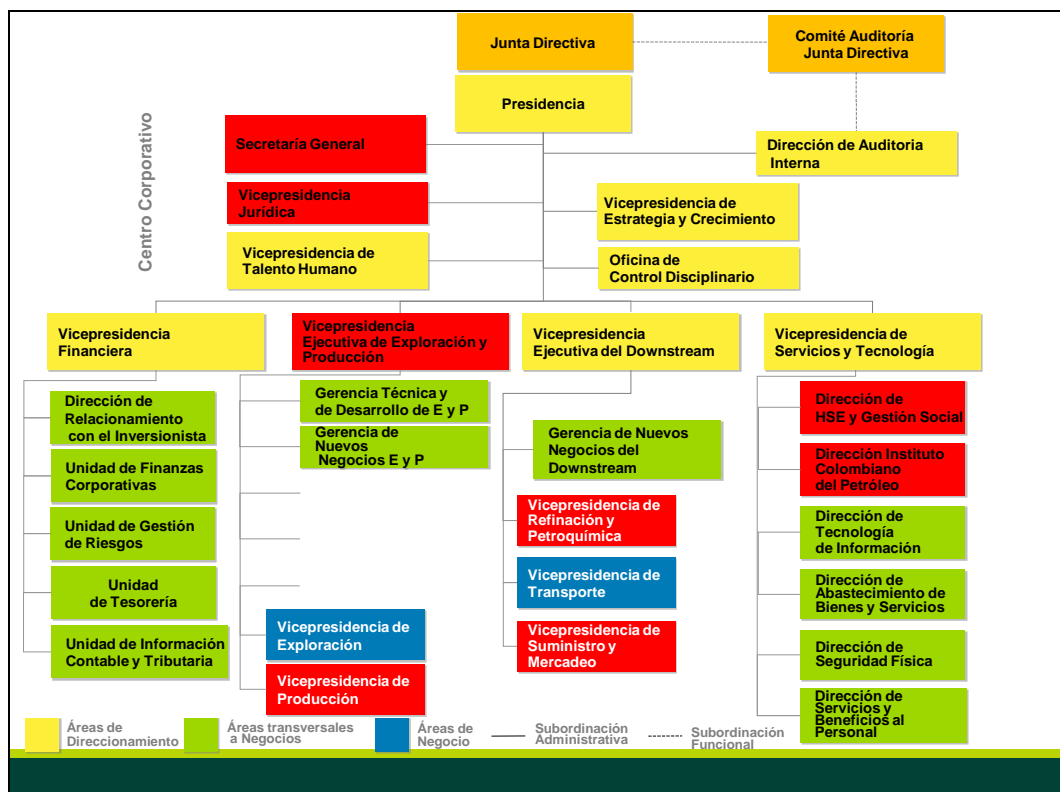 Junta Directiva
Comité Auditoría
Junta Directiva
Presidencia
Centro Corporativo
Secretaría General
Dirección de Auditoria
Interna
Vicepresidencia
Jurídica
Vicepresidencia de
Estrategia y Crecimiento
Vicepresidencia de
Talento Humano
Oficina de
Control Disciplinario
Vicepresidencia
Financiera
Vicepresidencia
Ejecutiva de Exploración y
Producción
Vicepresidencia
Ejecutiva del Downstream
Vicepresidencia de
Servicios y Tecnología
Dirección de
Relacionamiento
con el Inversionista
Unidad de Finanzas
Corporativas
Unidad de Gestión
de Riesgos
Unidad
de Tesorería
Unidad de Información
Contable y Tributaria
Gerencia Técnica y
de Desarrollo de E y P
Gerencia de
Nuevos
Negocios E y P
Vicepresidencia de
Exploración
Vicepresidencia de
Producción
Gerencia de Nuevos
Negocios del
Downstream
Vicepresidencia de
Refinación y
Petroquímica
Vicepresidencia de
Transporte
Vicepresidencia de
Suministro y
Mercadeo
Dirección de
HSE y Gestión Social
Dirección Instituto
Colombiano
del Petróleo
Dirección de
Tecnología
de Información
Dirección de
Abastecimiento de
Bienes y Servicios
Dirección de
Seguridad Física
Dirección de
Servicios y
Beneficios al
Personal
Áreas de
Direccionamiento
Áreas transversales
a Negocios
Áreas de
Negocio
Subordinación
Administrativa
Subordinación
Funcional